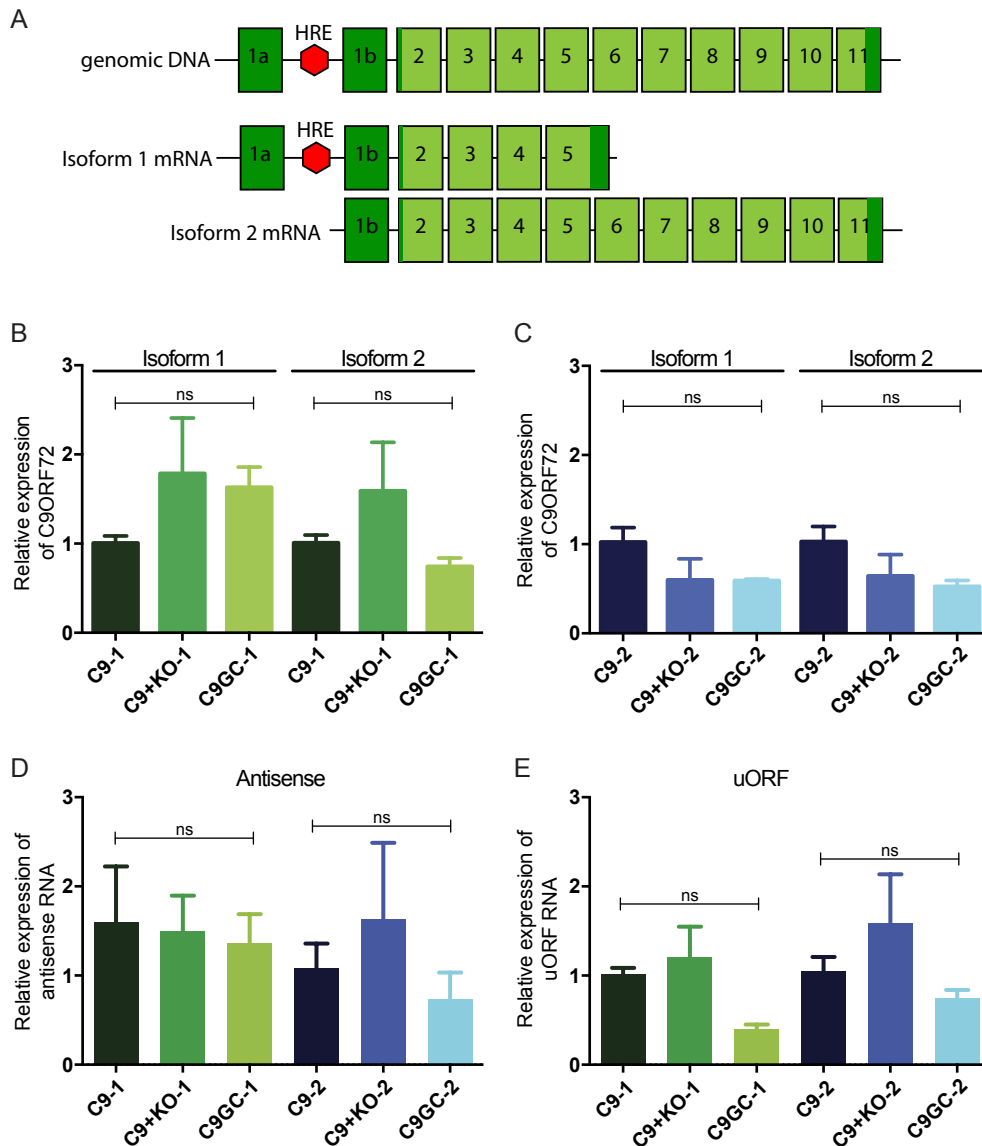 A
genomic DNA
1a
HRE
1b
2
3
4
5
6
7
8
9
10
11
Isoform 1 mRNA
1a
HRE
1b
2
3
4
5
Isoform 2 mRNA
1b
2
3
4
5
6
7
8
9
10
11
B
Isoform 1
Isoform 2
ns
ns
Relative expression
of C9ORF72
3
2
1
0
C9-1
C9+KO-1
C9GC-1
C9-1
C9+KO-1
C9GC-1
C
Isoform 1
Isoform 2
ns
ns
Relative expression
of C9ORF72
3
2
1
0
C9-2
C9+KO-2
C9GC-2
C9-2
C9+KO-2
C9GC-2
D
Antisense
ns
ns
Relative expression of
antisense RNA
3
2
1
0
C9-1
C9+KO-1
C9GC-1
C9-2
C9+KO-2
C9GC-2
E
uORF
ns
ns
Relative expression of
uORF RNA
3
2
1
0
C9-1
C9+KO-1
C9GC-1
C9-2
C9+KO-2
C9GC-2